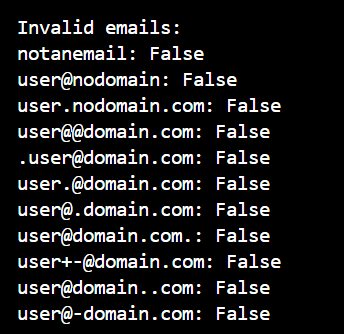 Invalid emails:
notanemail: False
user@nodomain: False
user.nodomain.com: False
user@@domain.com: False
.user@domain.com: False
user.@domain.com: False
user@.domain.com: False
user@domain.com.: False
user+-@domain.com: False
user@domain..com: False
user@-domain.com: False